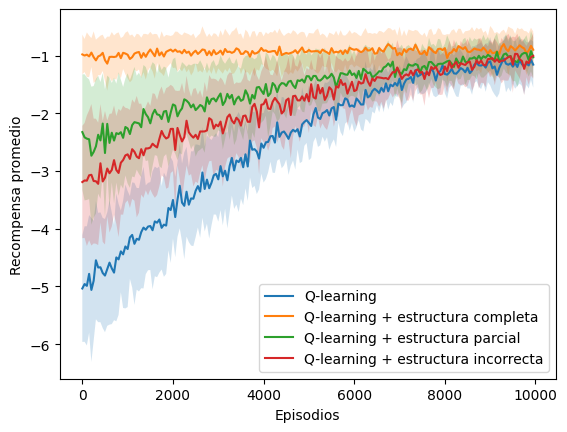 Recompensa promedio
−1
−2
−3
−4
−5
−6
0
2000
4000
6000
8000
10000
Episodios
Q-learning
Q-learning + estructura completa
Q-learning + estructura parcial
Q-learning + estructura incorrecta